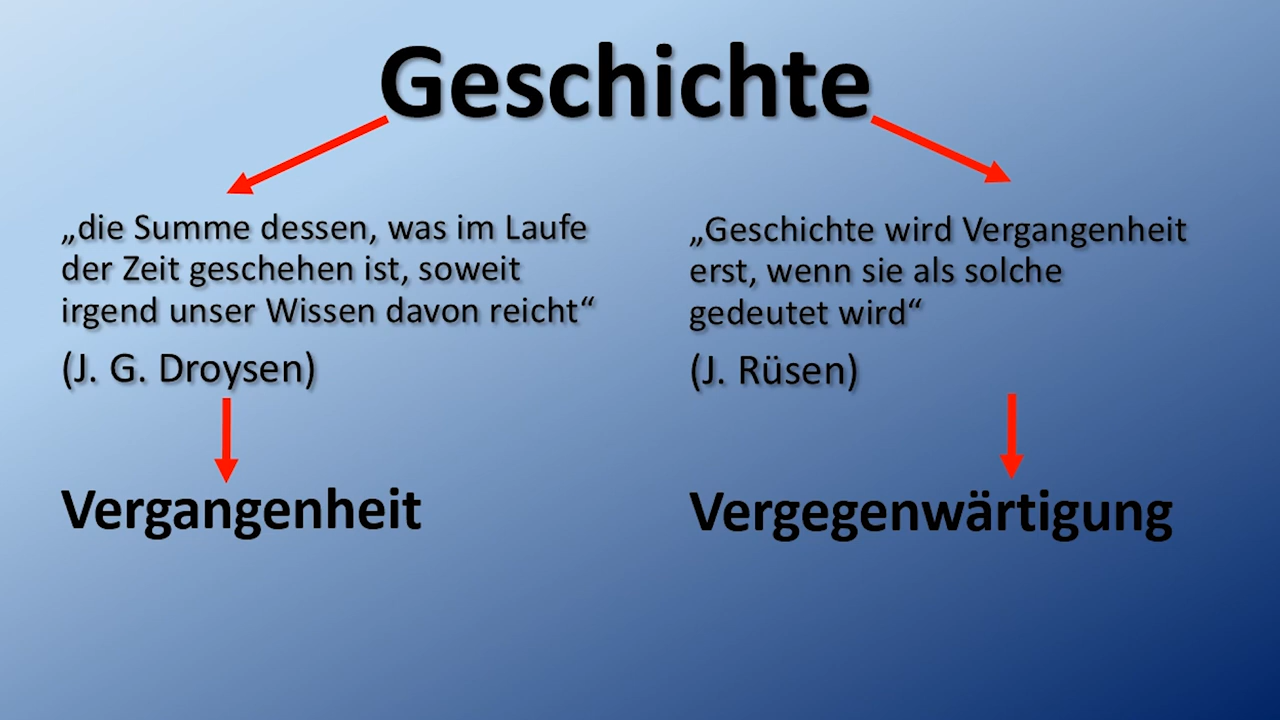 Geschichte
„die Summe dessen, was im Laufe
der Zeit geschehen ist, soweit
irgend unser Wissen davon reicht“
(J. G. Droysen)
Vergangenheit
„Geschichte wird Vergangenheit
erst, wenn sie als solche
gedeutet wird“
(J. Rüsen)
Vergegenwärtigung